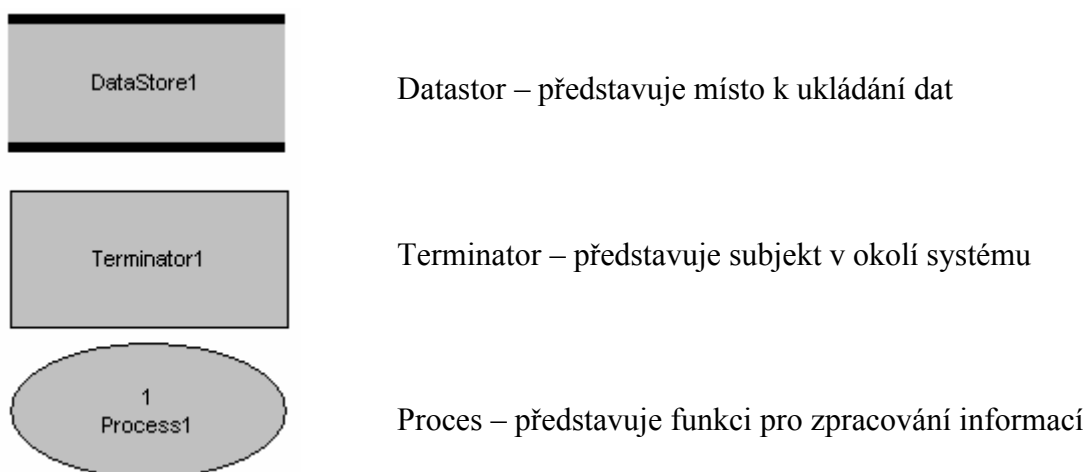 DataStore1
Datastor – představuje místo k ukládání dat
Terminator1
Terminator – představuje subjekt v okolí systému
1
Process1
Proces – představuje funkci pro zpracování informací